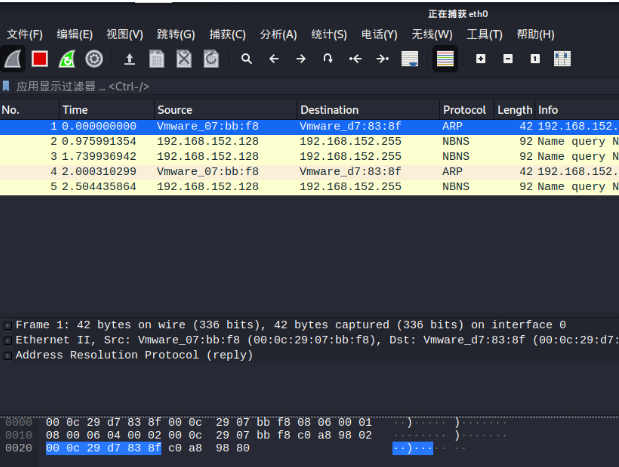 正在捕获 eth0
文件(F) 编辑(E) 视图(V) 跳转(G) 捕获(C) 分析(A) 统计(S) 电话(Y) 无线(W) 工具(T) 帮助(H)
应用显示过滤器 … <Ctrl-/>
No. Time Source Destination Protocol Length Info
1 0.000000000 Vmware_07:bb:f8 Vmware_d7:83:8f ARP 42 192.168.152.
2 0.975991354 192.168.152.128 192.168.152.255 NBNS 92 Name query N
3 1.739936942 192.168.152.128 192.168.152.255 NBNS 92 Name query N
4 2.000310299 Vmware_07:bb:f8 Vmware_d7:83:8f ARP 42 192.168.152.
5 2.504435864 192.168.152.128 192.168.152.255 NBNS 92 Name query N
Frame 1: 42 bytes on wire (336 bits), 42 bytes captured (336 bits) on interface 0
Ethernet II, Src: Vmware_07:bb:f8 (00:0c:29:07:bb:f8), Dst: Vmware_d7:83:8f (00:0c:29:d7:
Address Resolution Protocol (reply)
0000 00 0c 29 d7 83 8f 00 0c 29 07 bb f8 08 06 00 01 ··)····· )·······
0010 08 00 06 04 00 02 00 0c 29 07 bb f8 c0 a8 98 02 ········ )·······
0020 00 0c 29 d7 83 8f c0 a8 98 80 ··)····· ··